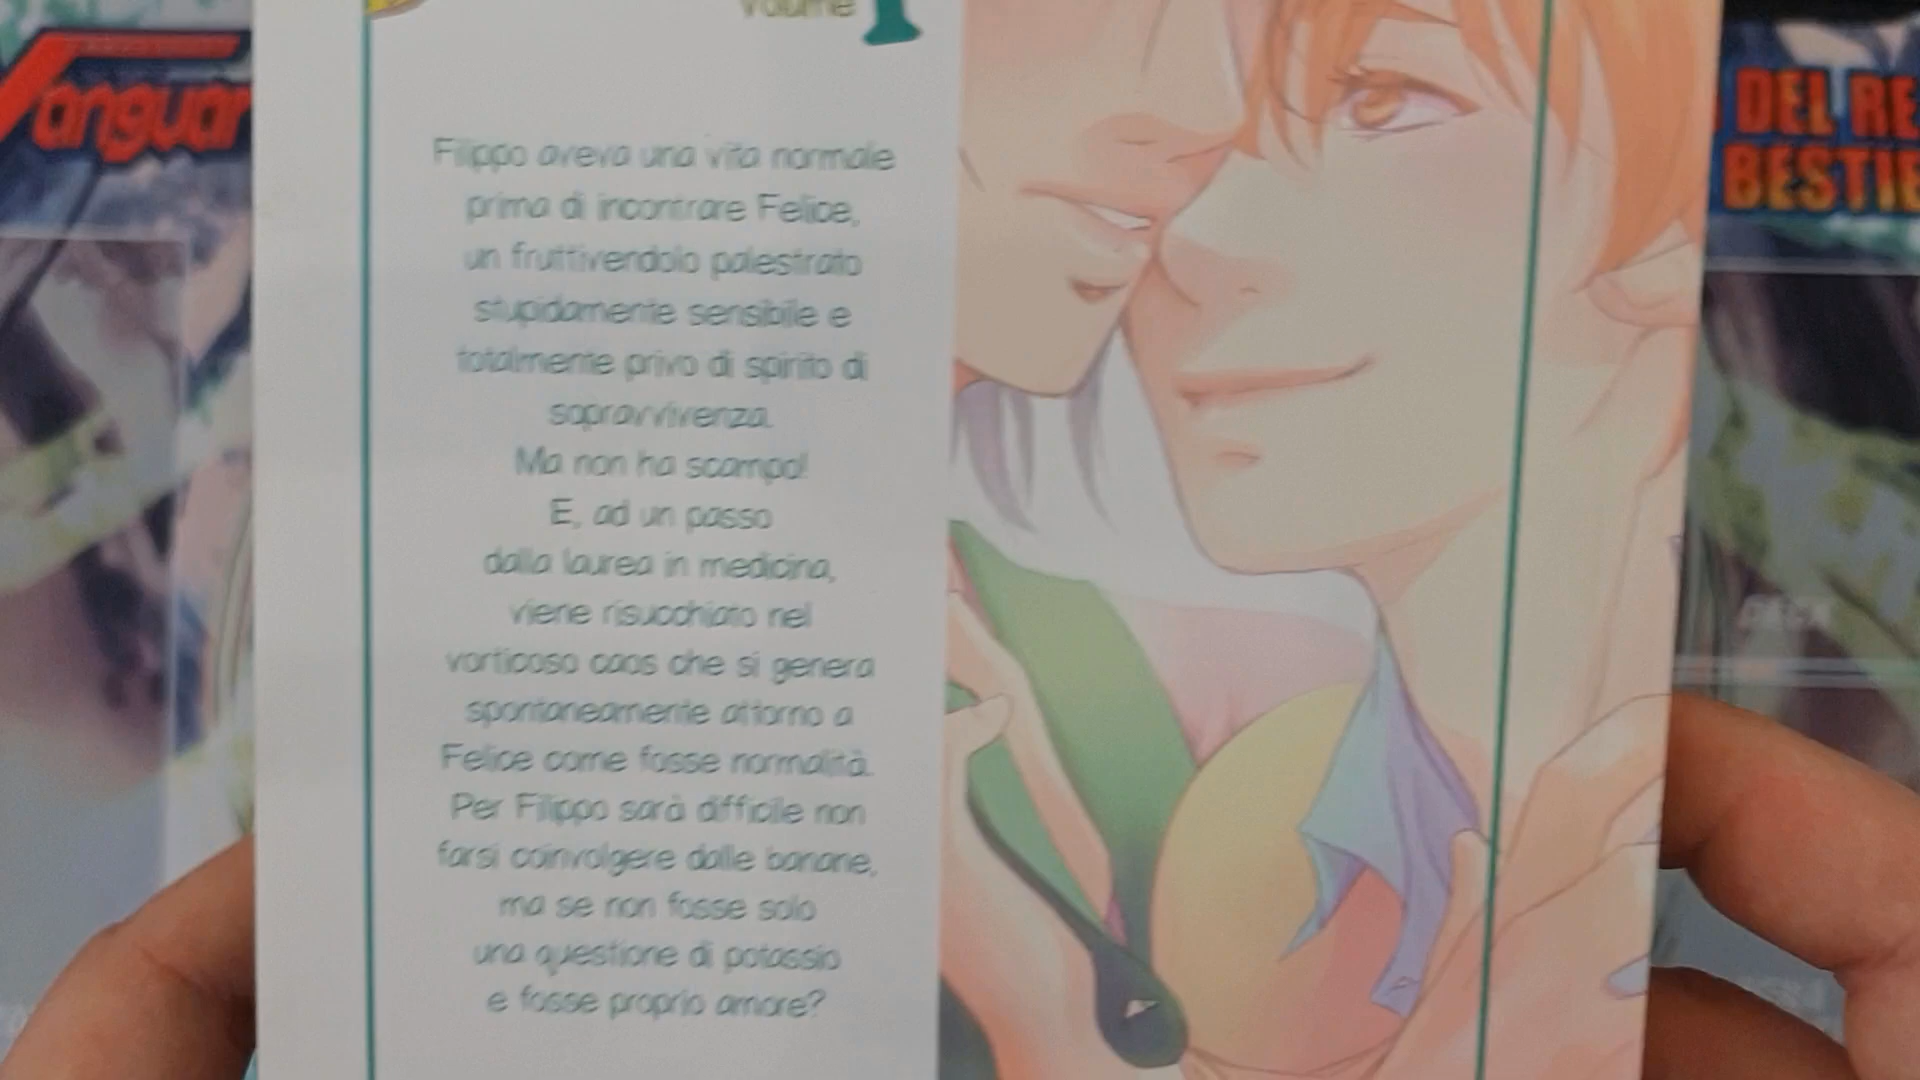 Volume 1
Filippo aveva una vita normale
prima di incontrare Felice,
un fruttivendolo palestrato
stupidamente sensibile e
totalmente privo di spirito di
sopravvivenza.
Ma non ha scampo!
E, ad un passo
dalla laurea in medicina,
viene risucchiato nel
vorticoso caos che si genera
spontaneamente attorno a
Felice come fosse normalità.
Per Filippo sarà difficile non
farsi coinvolgere dalle banane,
ma se non fosse solo
una questione di potassio
e fosse proprio amore?
Vanguar
DEL RE
BESTIE
DECK